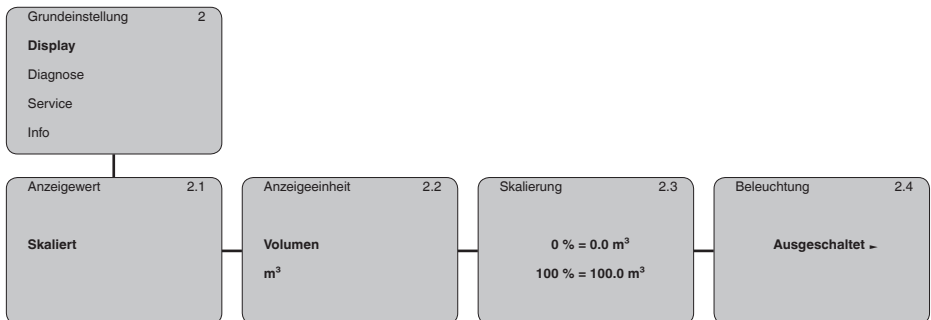 Grundeinstellung 2
Display
Diagnose
Service
Info
Anzeigewert 2.1
Skaliert
Anzeigeeinheit 2.2
Volumen
m³
Skalierung 2.3
0 % = 0.0 m³
100 % = 100.0 m³
Beleuchtung 2.4
Ausgeschaltet ►